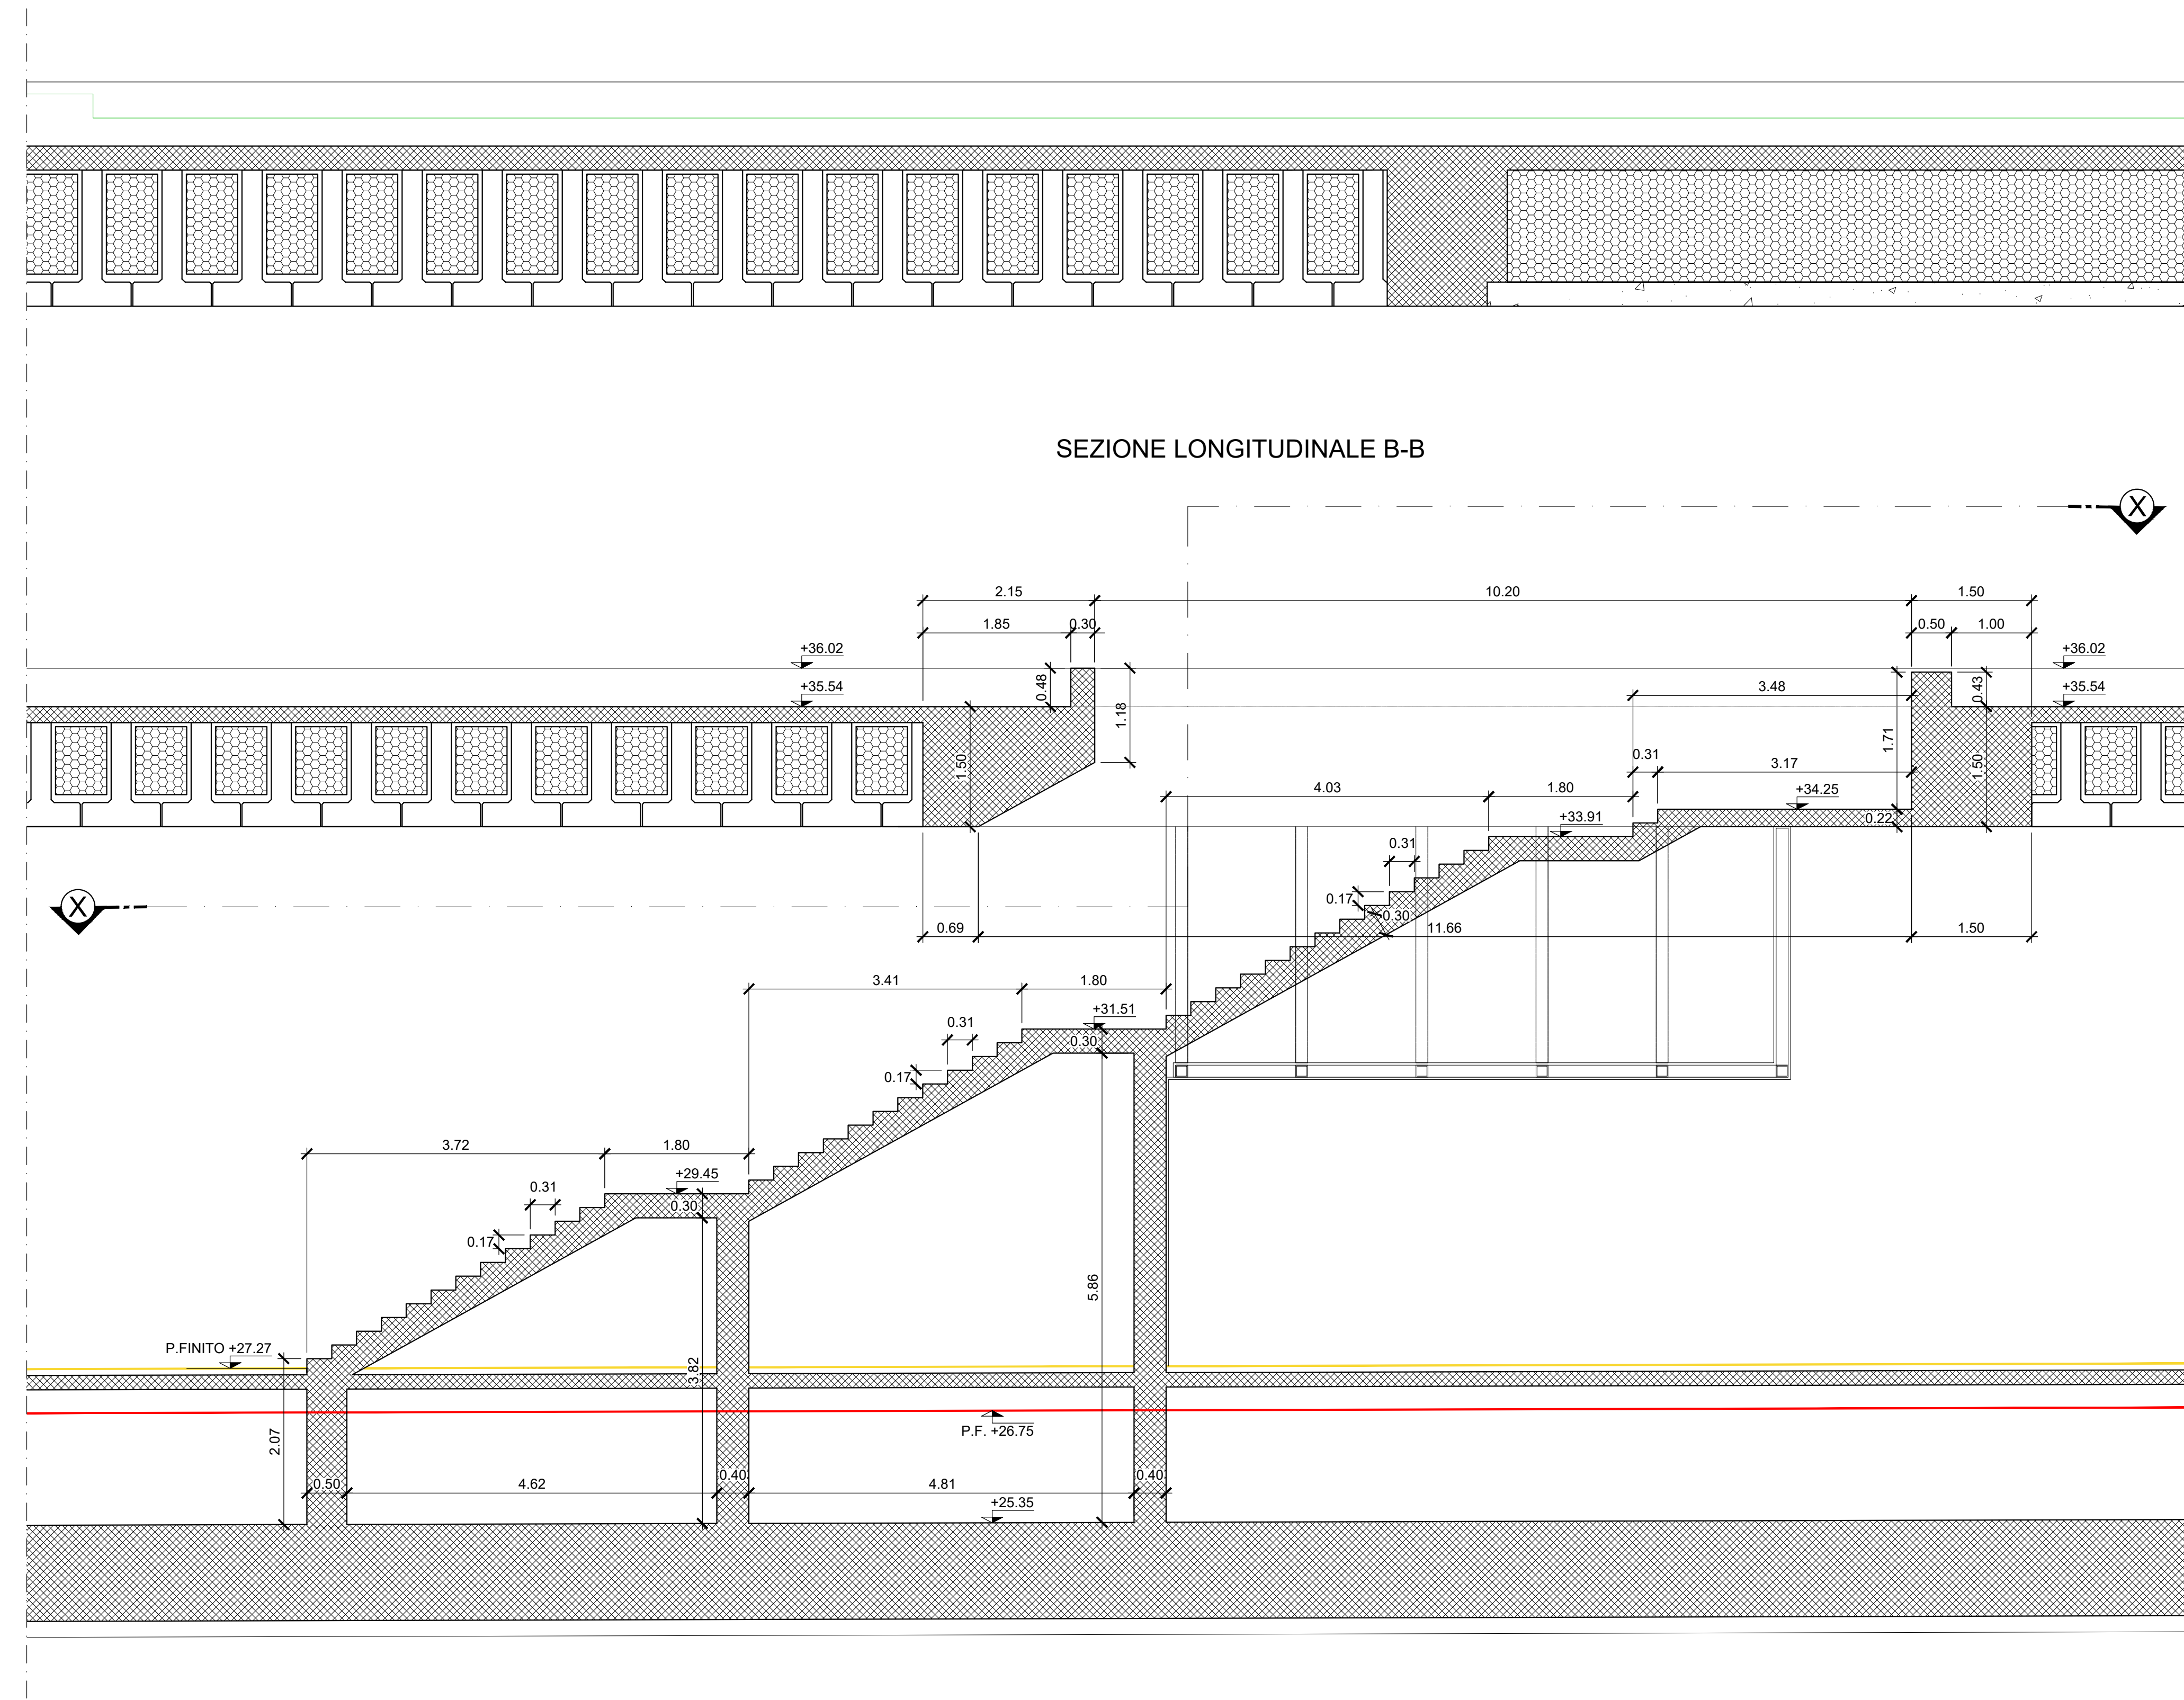 SEZIONE LONGITUDINALE B-B
X
2.15 10.20 1.50
1.85 0.30 0.50 1.00
+36.02 +36.02
0.48 0.43
+35.54 3.48 +35.54
1.18
1.71
0.31
1.50 3.17 1.50
4.03 1.80 +34.25
+33.91 0.22
0.31
0.17
X
0.30
0.69 11.66 1.50
3.41 1.80
+31.51
0.31 0.30
0.17
3.72 1.80
+29.45
0.31 0.30
0.17
5.86
P.FINITO +27.27
3.82
P.F. +26.75
2.07
0.50 4.62 0.40 4.81 0.40
+25.35